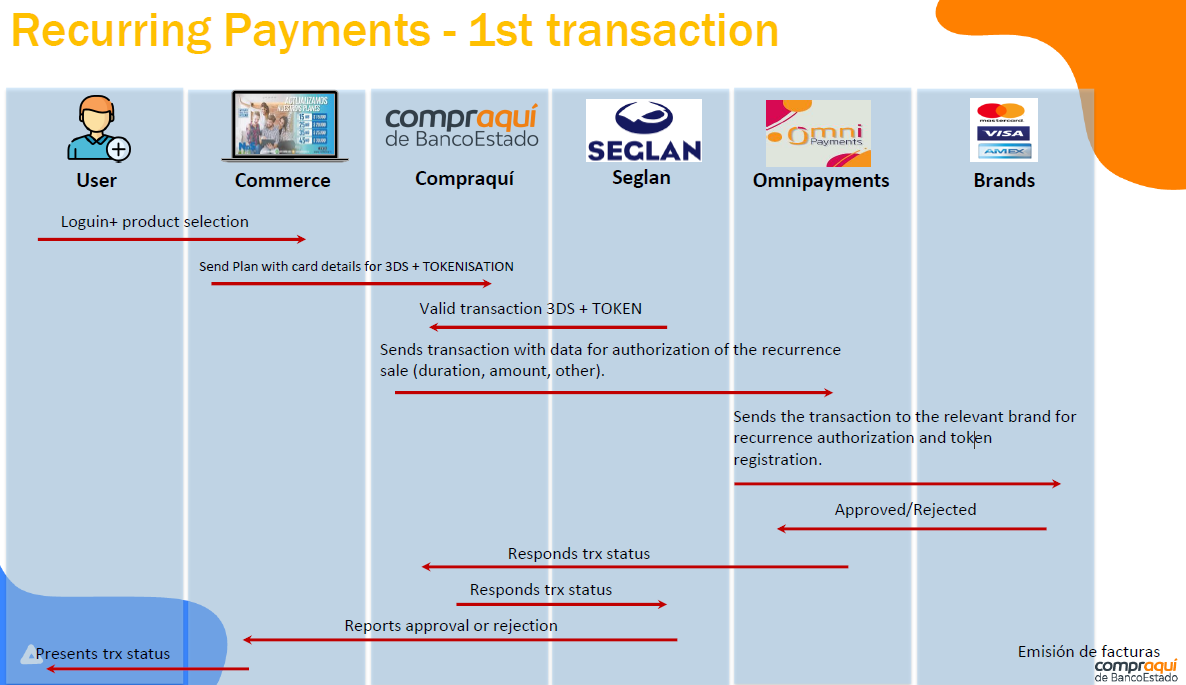 Recurring Payments - 1st transaction
ACTUALIZAMOS
NUESTROS PLANES
compraquí
de BancoEstado
SEGLAN
Omni
Payments
mastercard
VISA
AMEX
User
Commerce
Compraquí
Seglan
Omnipayments
Brands
Loguin+ product selection
Send Plan with card details for 3DS + TOKENISATION
Valid transaction 3DS + TOKEN
Sends transaction with data for authorization of the recurrence
sale (duration, amount, other).
Sends the transaction to the relevant brand for
recurrence authorization and token
registration.
Approved/Rejected
Responds trx status
Responds trx status
Reports approval or rejection
Presents trx status
Emisión de facturas
compraquí
de BancoEstado